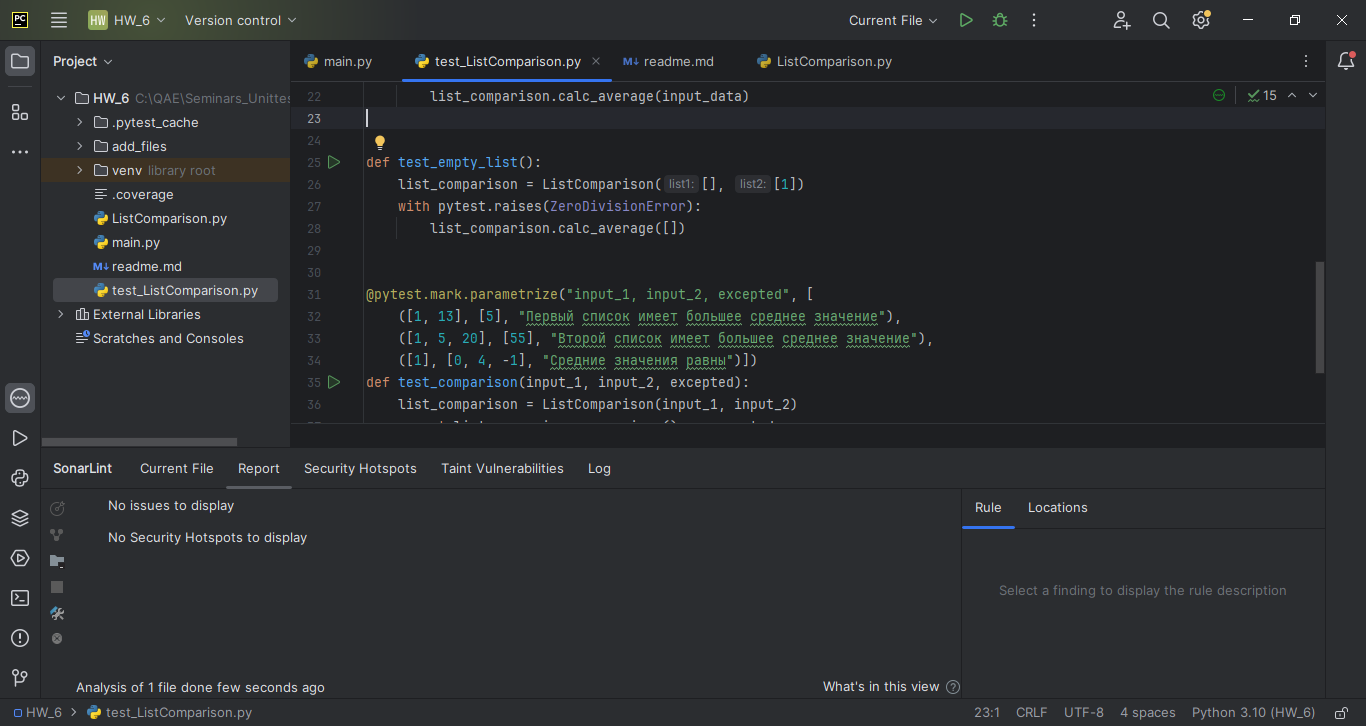 PC
HW
HW_6
Version control
Current File
Project
main.py
test_ListComparison.py
readme.md
ListComparison.py
HW_6 C:\QAE\Seminars_Unittes
.pytest_cache
add_files
venv library root
.coverage
ListComparison.py
main.py
readme.md
test_ListComparison.py
External Libraries
Scratches and Consoles
15
22 list_comparison.calc_average(input_data)
23
24
25 def test_empty_list():
26 list_comparison = ListComparison(list1: [], list2: [1])
27 with pytest.raises(ZeroDivisionError):
28 list_comparison.calc_average([])
29
30
31 @pytest.mark.parametrize("input_1, input_2, excepted", [
32 ([1, 13], [5], "Первый список имеет большее среднее значение"),
33 ([1, 5, 20], [55], "Второй список имеет большее среднее значение"),
34 ([1], [0, 4, -1], "Средние значения равны")])
35 def test_comparison(input_1, input_2, excepted):
36 list_comparison = ListComparison(input_1, input_2)
SonarLint
Current File
Report
Security Hotspots
Taint Vulnerabilities
Log
No issues to display
No Security Hotspots to display
Rule
Locations
Select a finding to display the rule description
Analysis of 1 file done few seconds ago
What's in this view
HW_6
test_ListComparison.py
23:1
CRLF
UTF-8
4 spaces
Python 3.10 (HW_6)